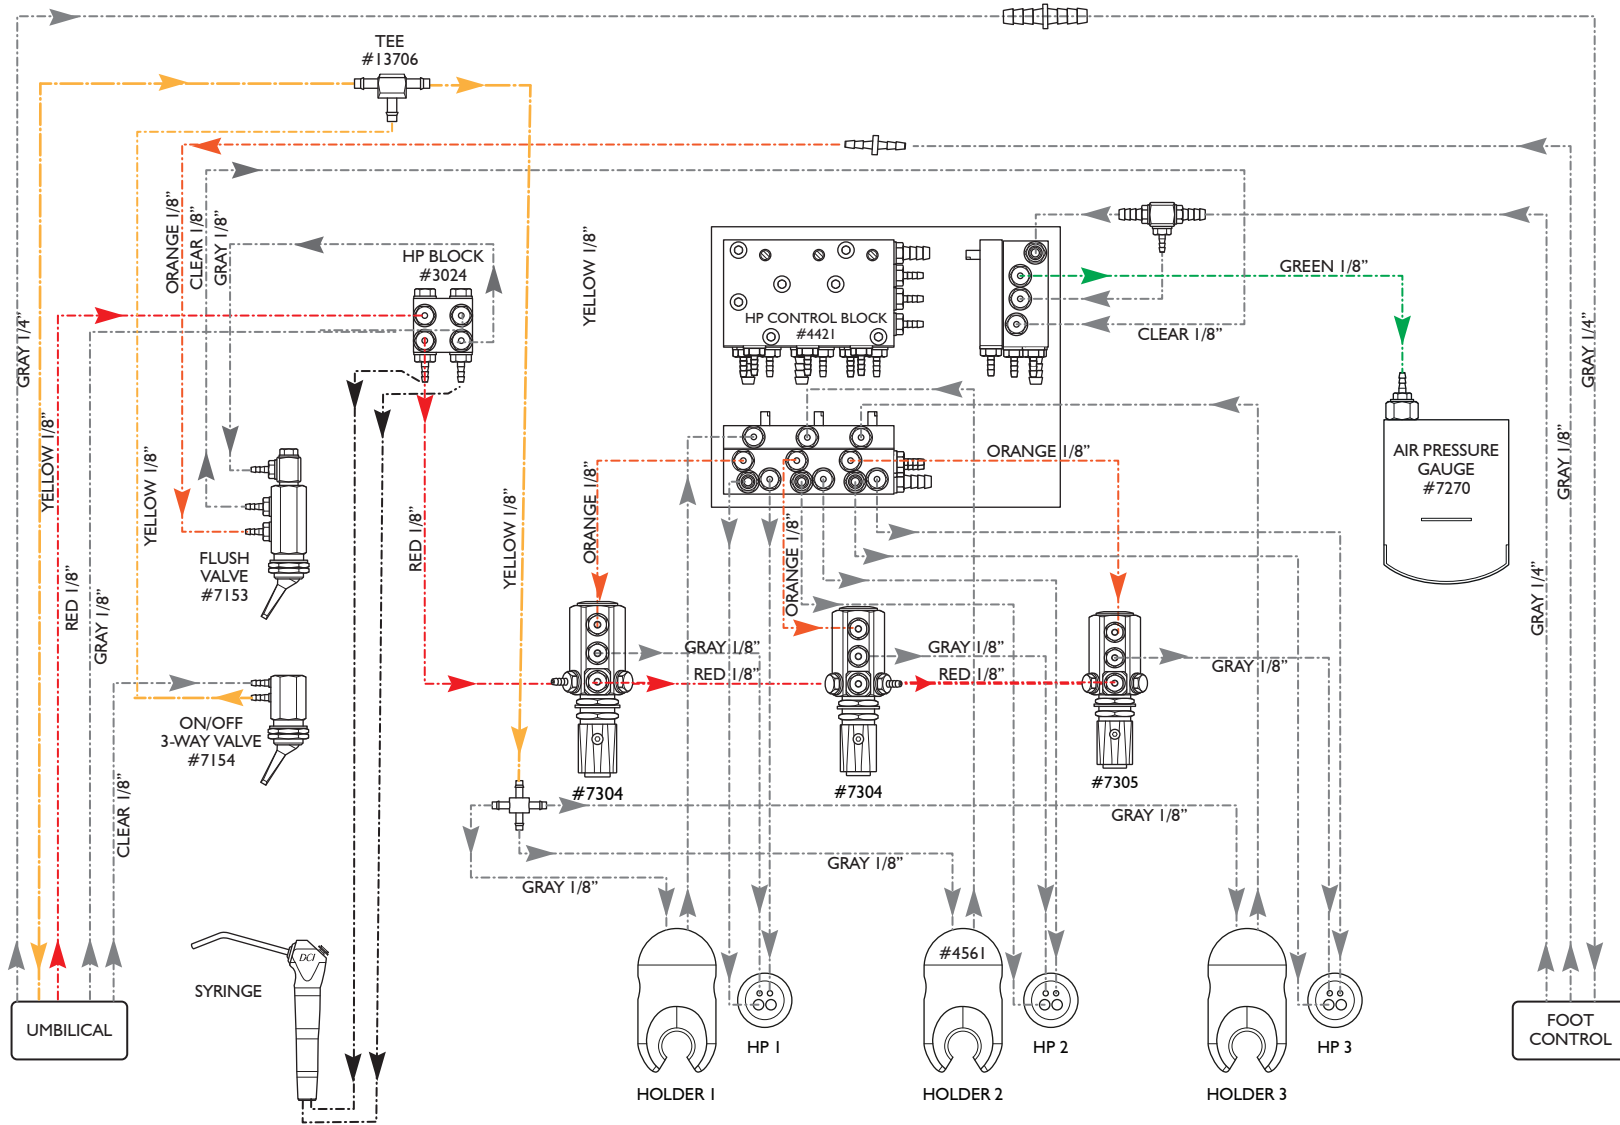 TEE
#13706
ORANGE 1/8"
CLEAR 1/8"
GRAY 1/8"
HP BLOCK
#3024
YELLOW 1/8"
HP CONTROL BLOCK
#4421
GREEN 1/8"
CLEAR 1/8"
GRAY 1/4"
GRAY 1/4"
YELLOW 1/8"
YELLOW 1/8"
RED 1/8"
GRAY 1/8"
CLEAR 1/8"
FLUSH
VALVE
#7153
ON/OFF
3-WAY VALVE
#7154
RED 1/8"
YELLOW 1/8"
ORANGE 1/8"
ORANGE 1/8"
ORANGE 1/8"
AIR PRESSURE
GAUGE
#7270
GRAY 1/8"
GRAY 1/4"
GRAY 1/8"
RED 1/8"
GRAY 1/8"
RED 1/8"
GRAY 1/8"
#7304
#7304
#7305
GRAY 1/8"
GRAY 1/8"
GRAY 1/8"
DCI
SYRINGE
#4561
UMBILICAL
HP 1
HP 2
HP 3
FOOT
CONTROL
HOLDER 1
HOLDER 2
HOLDER 3